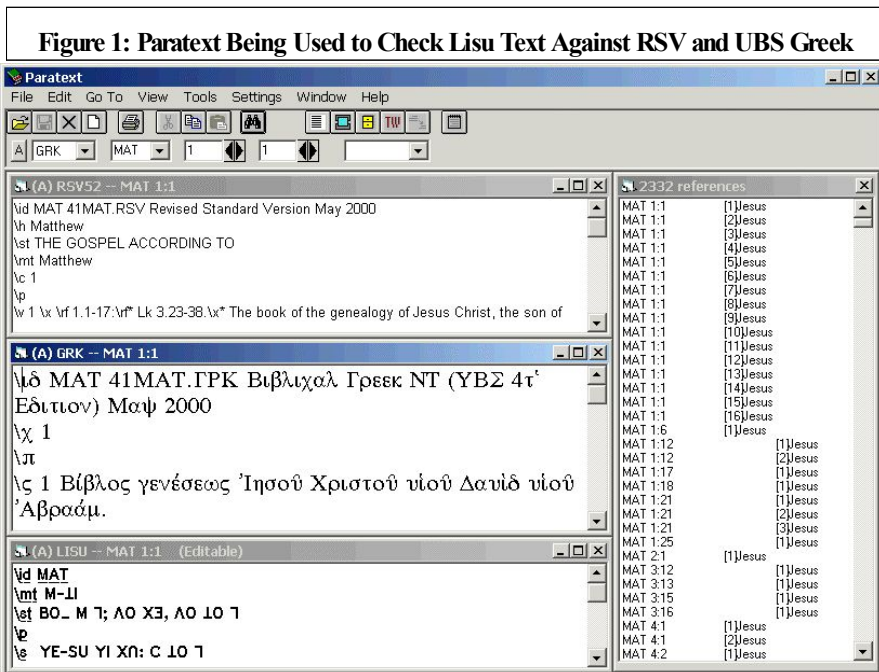 Figure 1: Paratext Being Used to Check Lisu Text Against RSV and UBS Greek
Paratext
File Edit Go To View Tools Settings Window Help
TW
A GRK MAT 1 1
(A) RSV52 -- MAT 1:1
\id MAT 41MAT.RSV Revised Standard Version May 2000
\h Matthew
\st THE GOSPEL ACCORDING TO
\mt Matthew
\c 1
\p
\v 1 \x \rf 1.1-17:\rf* Lk 3.23-38.\x* The book of the genealogy of Jesus Christ, the son of
(A) GRK -- MAT 1:1
\ιδ ΜΑΤ 41ΜΑΤ.ΓΡΚ Βιβλιχαλ Γρεεκ ΝΤ (ΥΒΣ 4τ‛
Εδιτιον) Μαψ 2000
\χ 1
\π
\ς 1 Βίβλος γενέσεως Ἰησοῦ Χριστοῦ υἱοῦ Δαυὶδ υἱοῦ
Ἀβραάμ.
(A) LISU -- MAT 1:1 (Editable)
\id MAT
\mt ꓟ-ꓕꓲ
\st ꓐꓳ_ ꓟ ꓶ; ꓥꓳ ꓫꓱ, ꓥꓳ ꓕꓳ ꓶ
\p
\s ꓬꓰ-ꓢꓴ ꓬꓲ ꓫꓵ: ꓚ ꓕꓳ ꓶ
2332 references
MAT 1:1 [1]Jesus
MAT 1:1 [2]Jesus
MAT 1:1 [3]Jesus
MAT 1:1 [4]Jesus
MAT 1:1 [5]Jesus
MAT 1:1 [6]Jesus
MAT 1:1 [7]Jesus
MAT 1:1 [8]Jesus
MAT 1:1 [9]Jesus
MAT 1:1 [10]Jesus
MAT 1:1 [11]Jesus
MAT 1:1 [12]Jesus
MAT 1:1 [13]Jesus
MAT 1:1 [14]Jesus
MAT 1:1 [15]Jesus
MAT 1:1 [16]Jesus
MAT 1:6 [1]Jesus
MAT 1:12 [1]Jesus
MAT 1:12 [2]Jesus
MAT 1:17 [1]Jesus
MAT 1:18 [1]Jesus
MAT 1:21 [1]Jesus
MAT 1:21 [2]Jesus
MAT 1:21 [3]Jesus
MAT 1:25 [1]Jesus
MAT 2:1 [1]Jesus
MAT 3:12 [1]Jesus
MAT 3:13 [1]Jesus
MAT 3:15 [1]Jesus
MAT 3:16 [1]Jesus
MAT 4:1 [1]Jesus
MAT 4:1 [2]Jesus
MAT 4:2 [1]Jesus